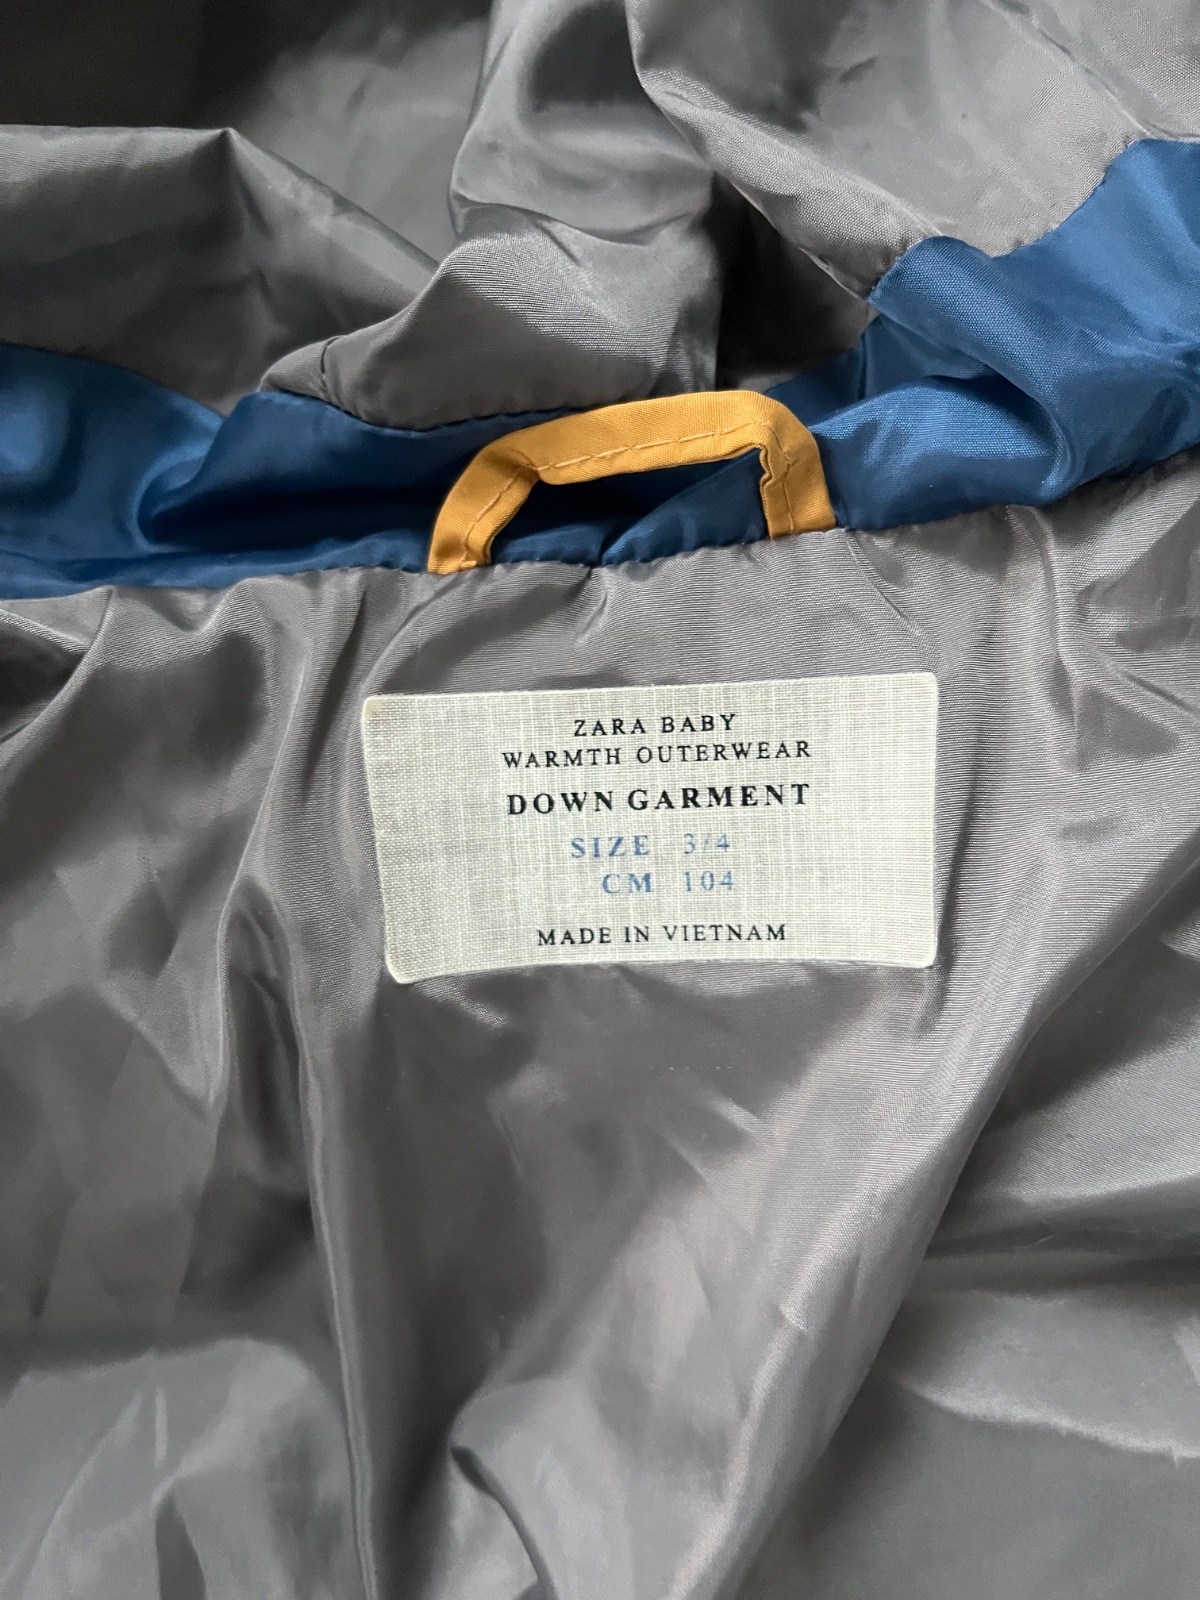 ZARA BABY
WARMTH OUTERWEAR
DOWN GARMENT
SIZE 3/4
CM 104
MADE IN VIETNAM